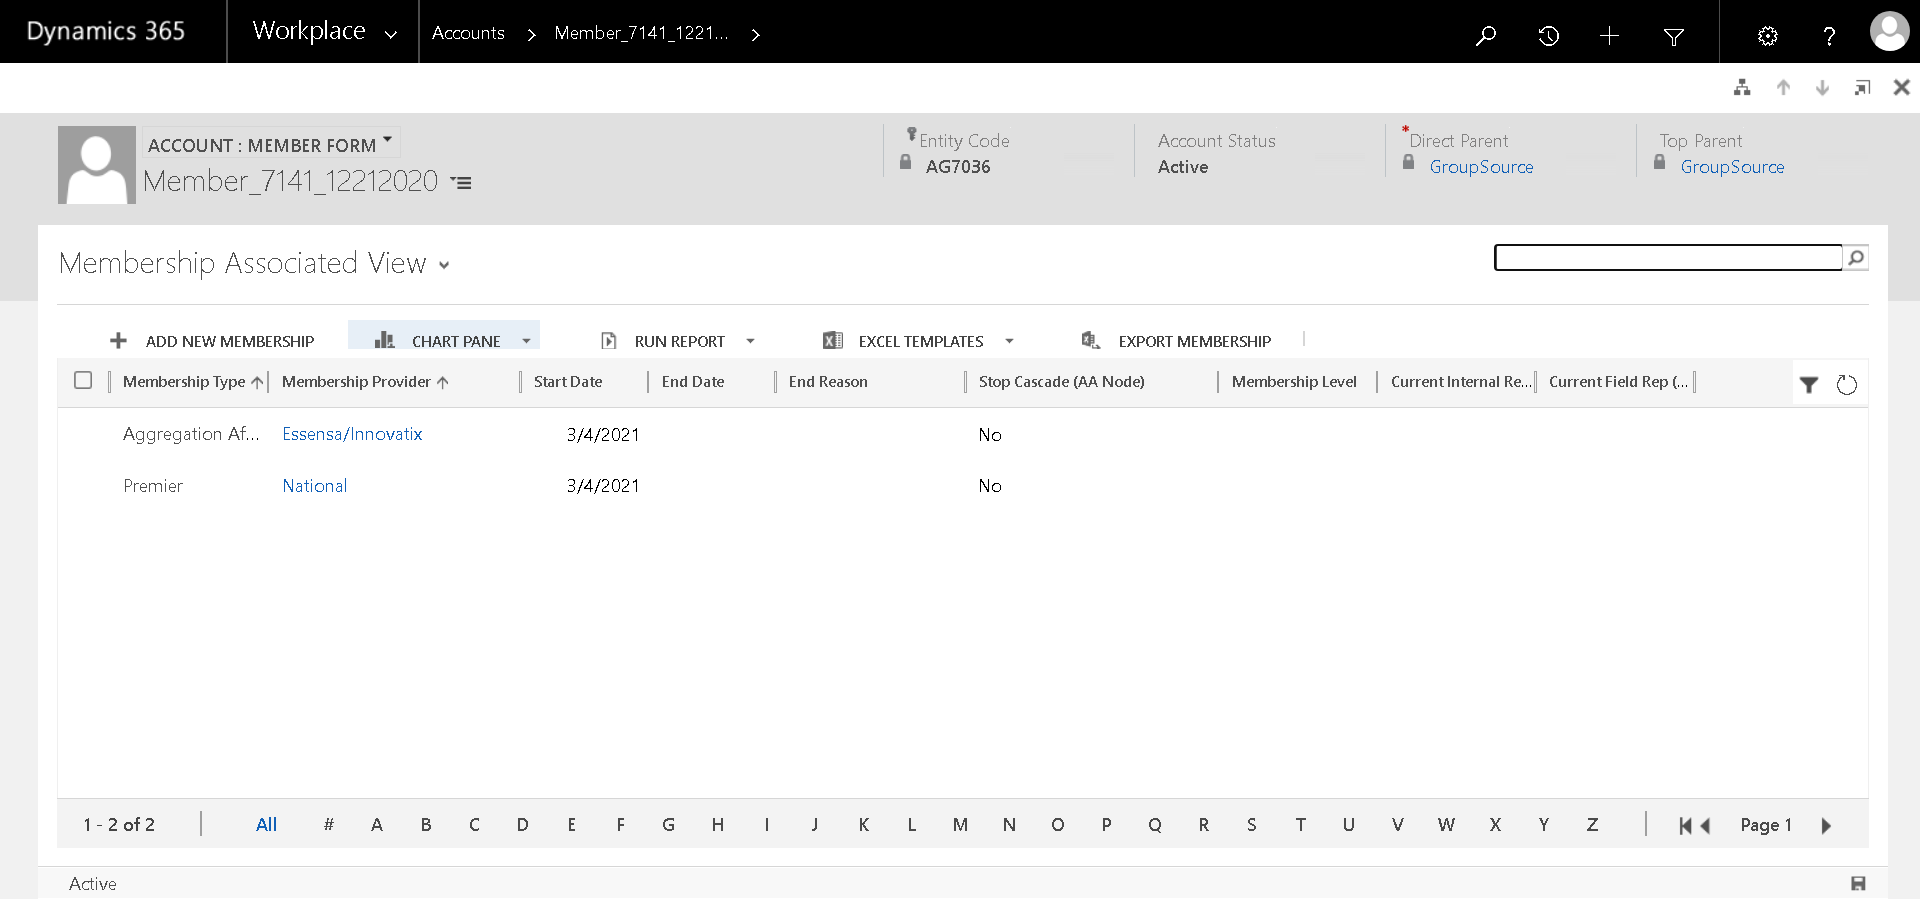 Dynamics 365 Workplace Accounts Member_7141_1221...
ACCOUNT : MEMBER FORM
Member_7141_12212020
Entity Code
AG7036
Account Status
Active
*Direct Parent
GroupSource
Top Parent
GroupSource
Membership Associated View
ADD NEW MEMBERSHIP CHART PANE RUN REPORT EXCEL TEMPLATES EXPORT MEMBERSHIP
Membership Type Membership Provider Start Date End Date End Reason Stop Cascade (AA Node) Membership Level Current Internal Re... Current Field Rep (...
Aggregation Af... Essensa/Innovatix 3/4/2021 No
Premier National 3/4/2021 No
1 - 2 of 2 All # A B C D E F G H I J K L M N O P Q R S T U V W X Y Z Page 1
Active